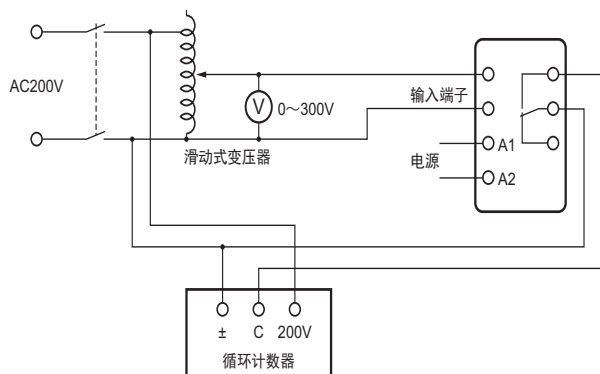 AC200V
V
0～300V
滑动式变压器
输入端子
A1
电源
A2
± C 200V
循环计数器